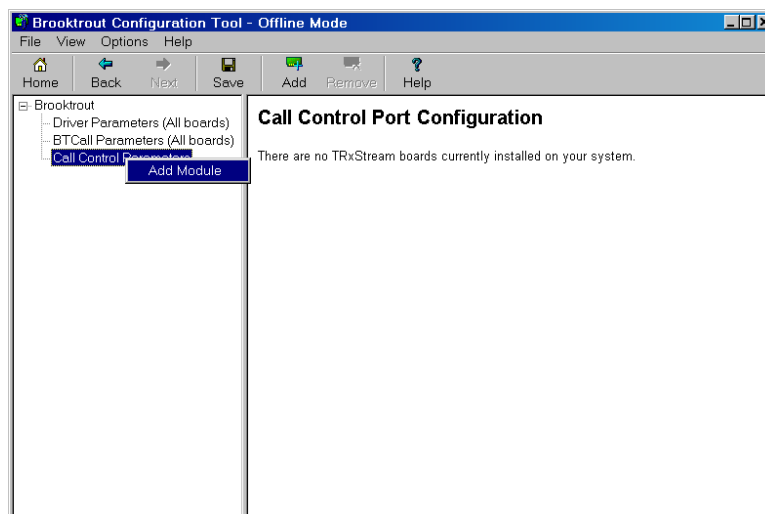 Brooktrout Configuration Tool - Offline Mode
File View Options Help
Home Back Next Save Add Remove Help
Brooktrout
Driver Parameters (All boards)
BTCall Parameters (All boards)
Call Control Parameters
Add Module
Call Control Port Configuration
There are no TRxStream boards currently installed on your system.